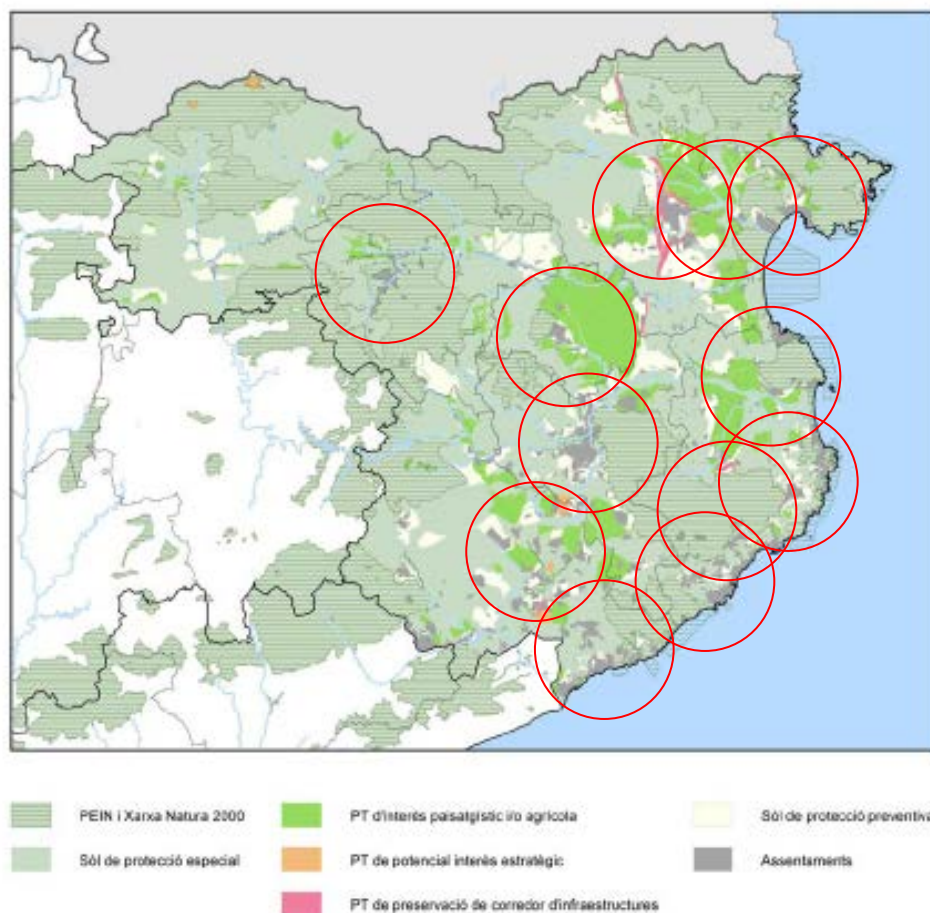 PEIN i Xarxa Natura 2000
PT d'interès paisatgístic i/o agrícola
Sòl de protecció preventiva
Sòl de protecció especial
PT de potencial interès estratègic
Assentaments
PT de preservació de corredor d'infraestructures